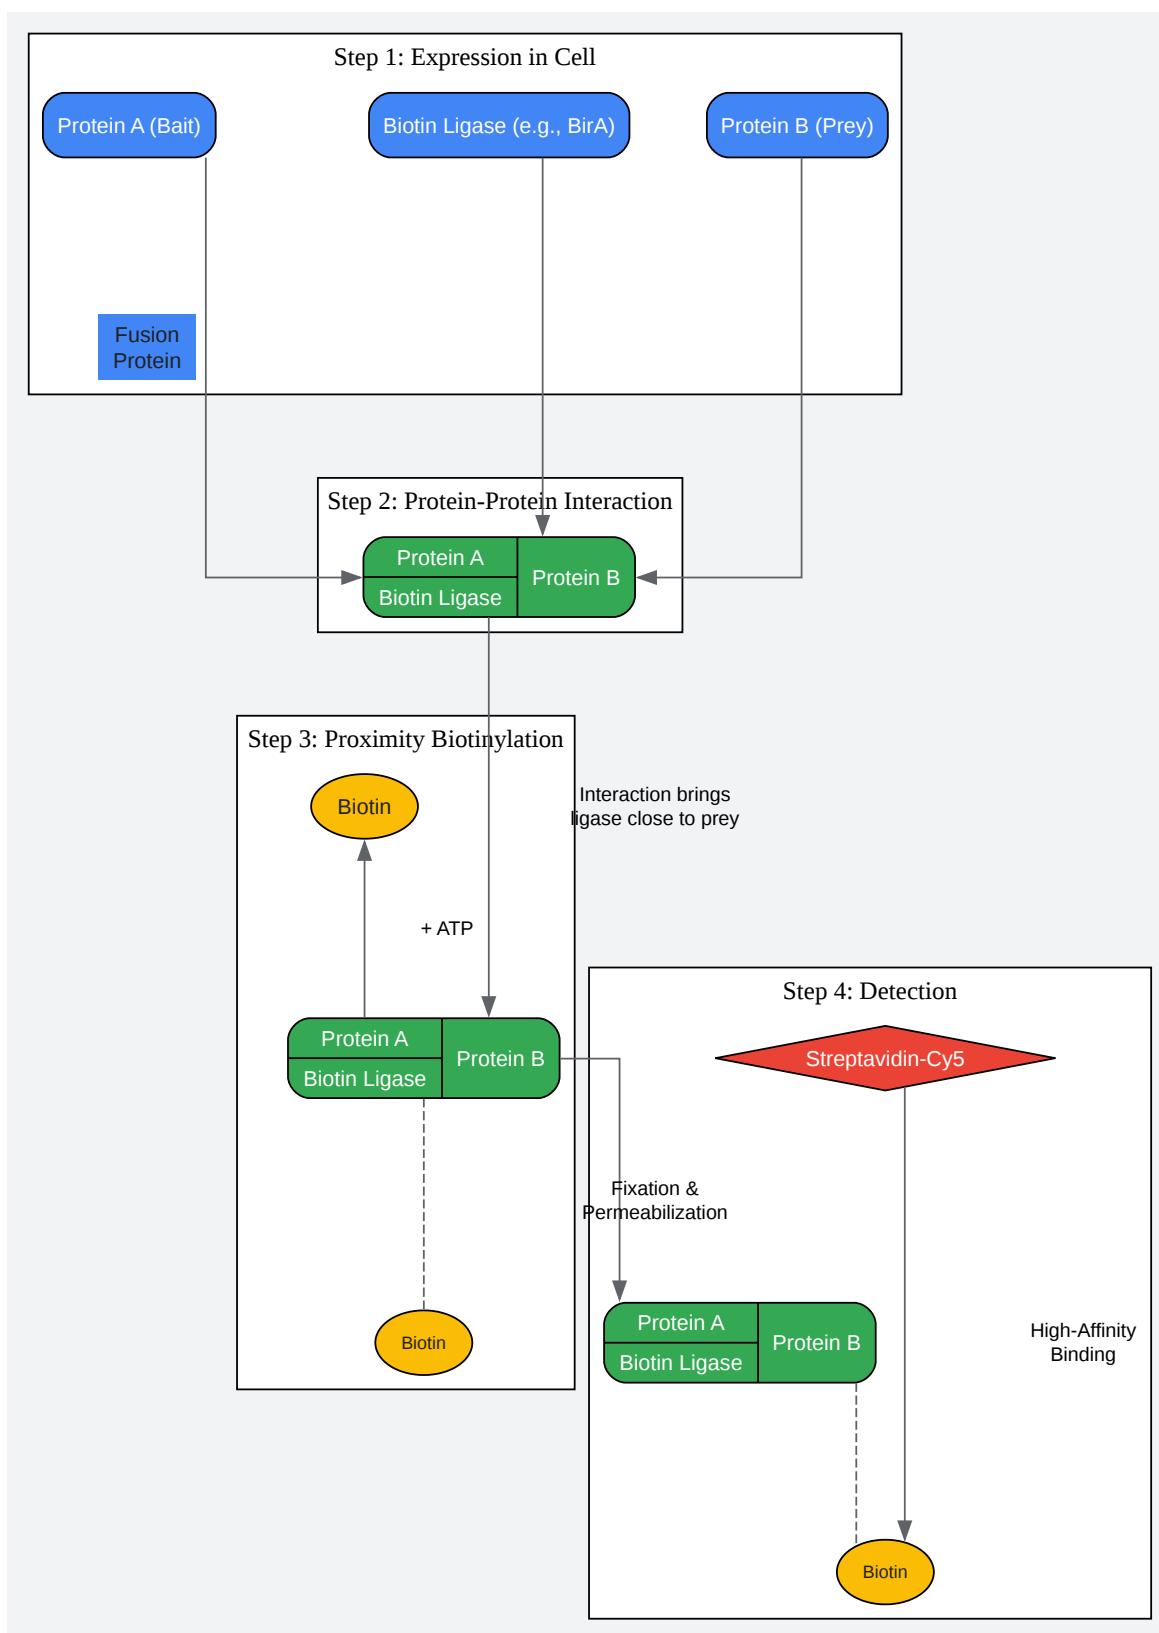 Step 1: Expression in Cell
Protein A (Bait)
Biotin Ligase (e.g., BirA)
Protein B (Prey)
Fusion
Protein
Step 2: Protein-Protein Interaction
Protein A
Biotin Ligase
Protein B
Step 3: Proximity Biotinylation
Biotin
Interaction brings
ligase close to prey
+ ATP
Protein A
Biotin Ligase
Protein B
Biotin
Step 4: Detection
Streptavidin-Cy5
Fixation &
Permeabilization
Protein A
Biotin Ligase
Protein B
High-Affinity
Binding
Biotin